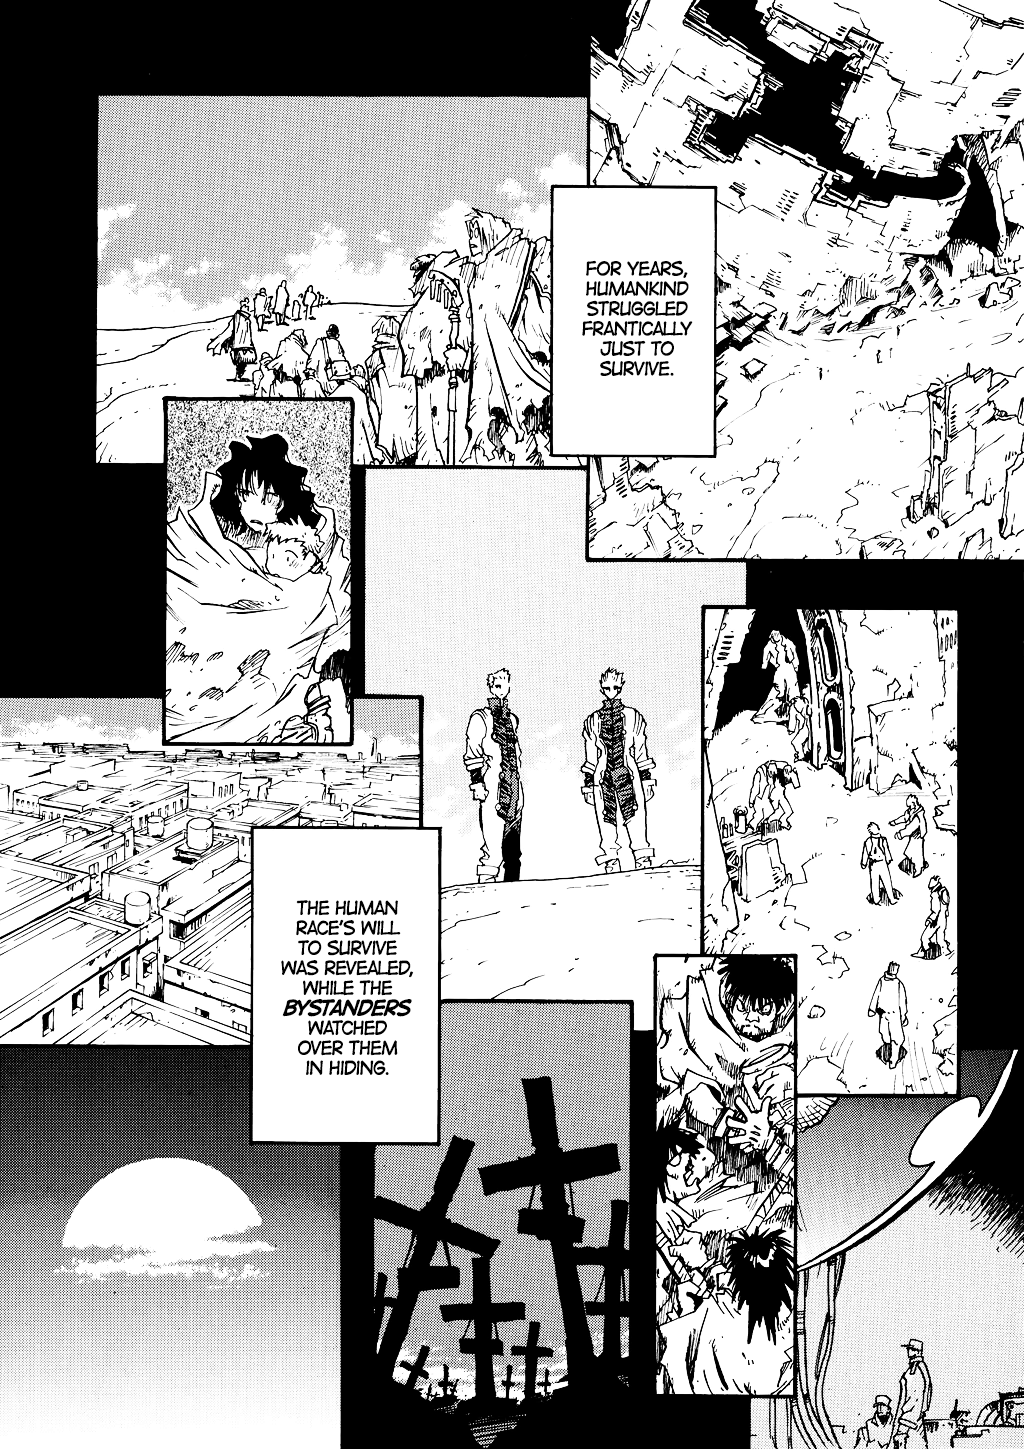 FOR YEARS,
HUMANKIND
STRUGGLED
FRANTICALLY
JUST TO
SURVIVE.
THE HUMAN
RACE'S WILL
TO SURVIVE
WAS REVEALED,
WHILE THE
BYSTANDERS
WATCHED
OVER THEM
IN HIDING.